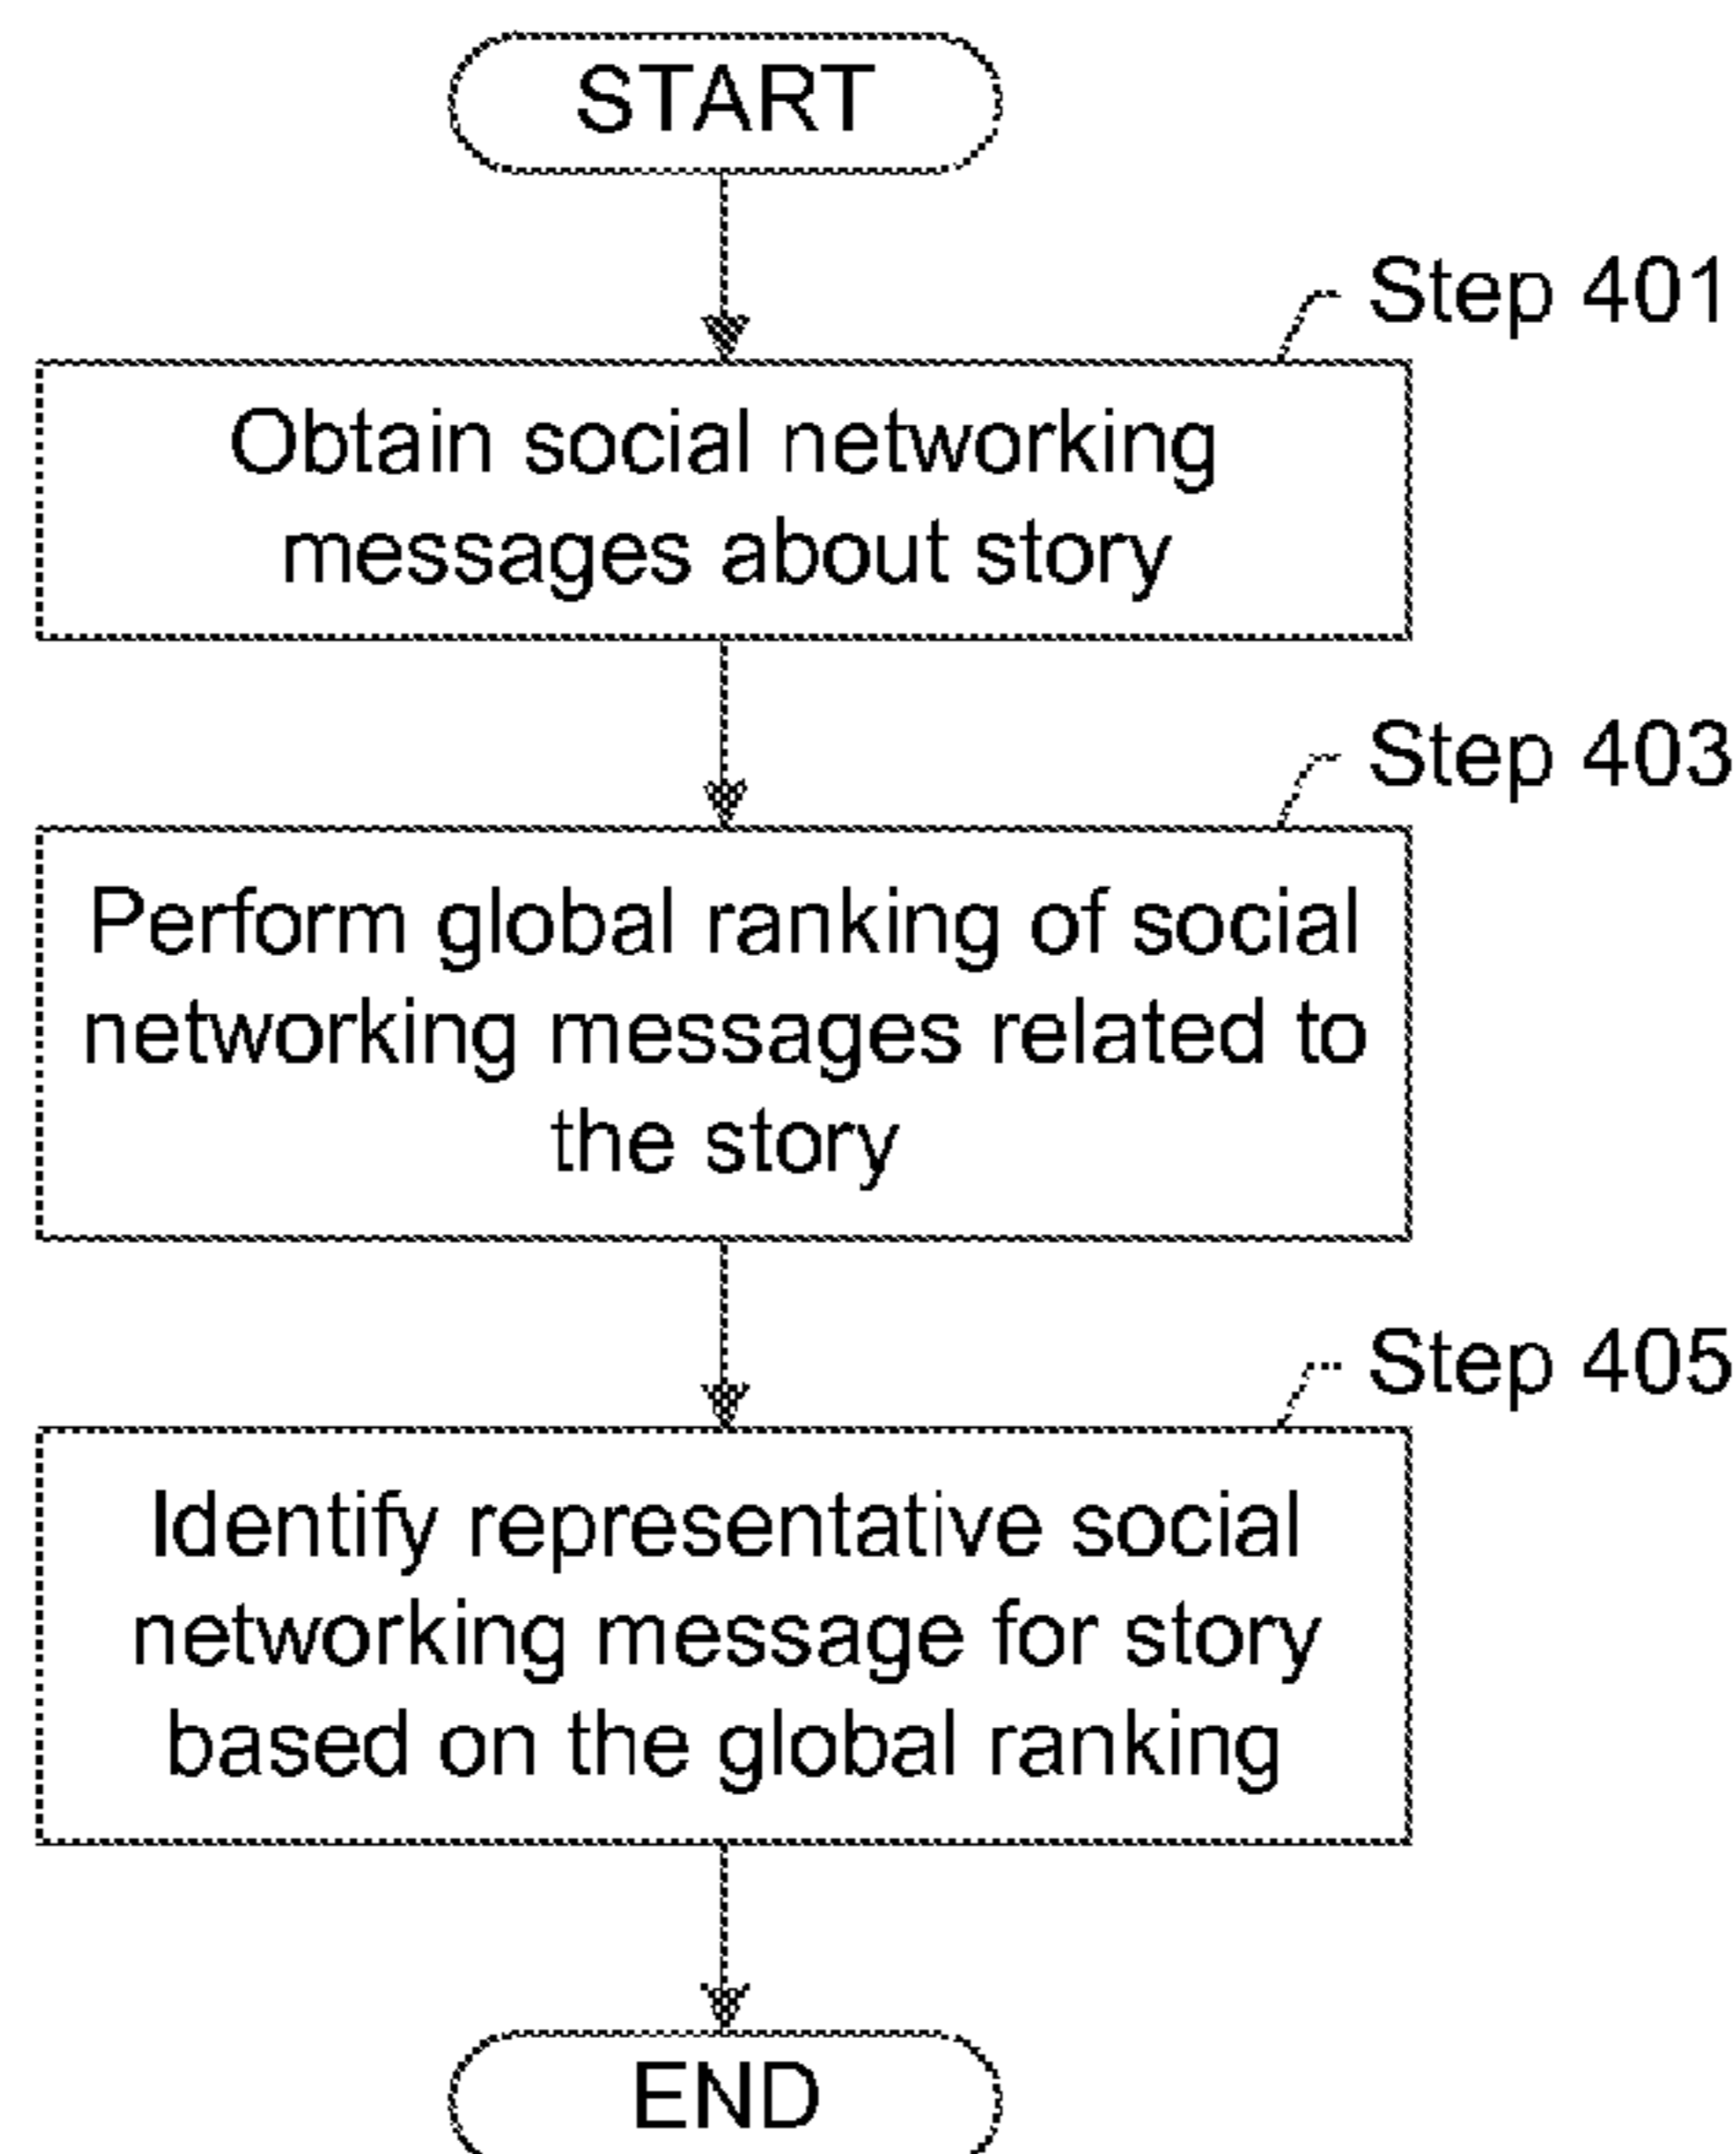 START
Step 401
Obtain social networking
messages about story
Step 403
Perform global ranking of social
networking messages related to
the story
Step 405
Identify representative social
networking message for story
based on the global ranking
END